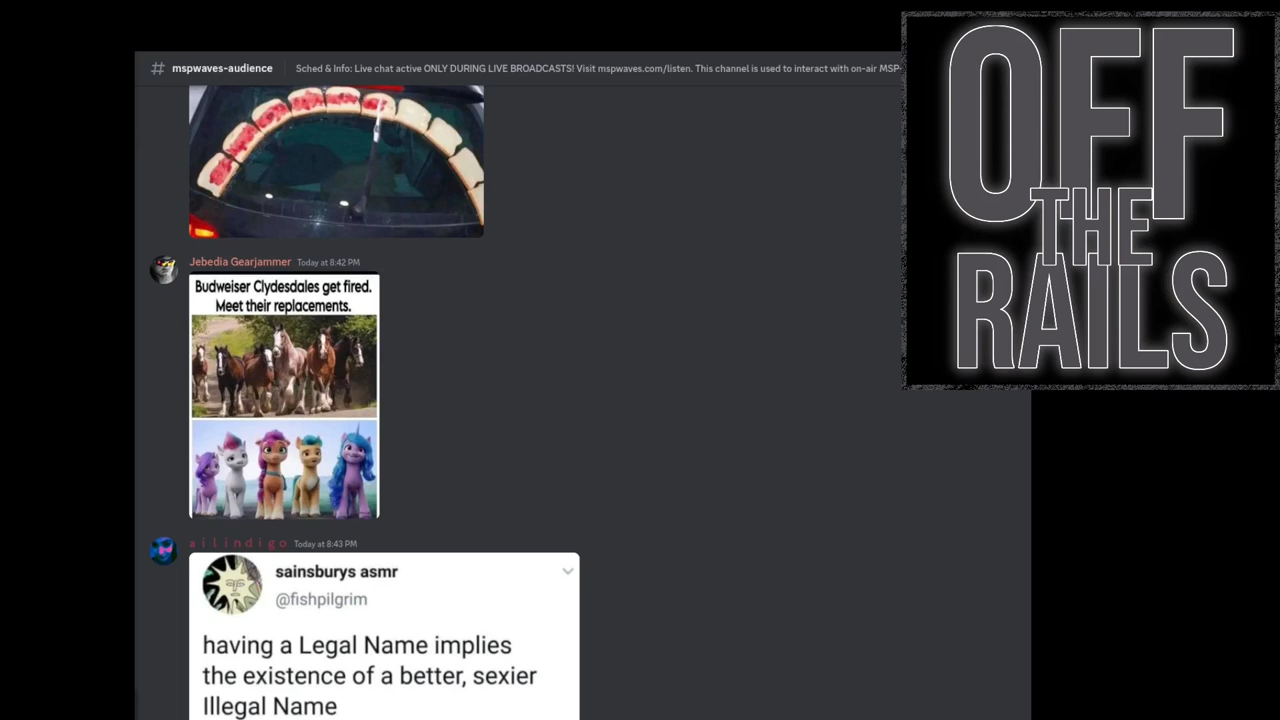 # mspwaves-audience
Sched & Info: Live chat active ONLY DURING LIVE BROADCASTS! Visit mspwaves.com/listen. This channel is used to interact with on-air MSP-
OFF
THE
RAILS
Jebedia Gearjammer Today at 8:42 PM
Budweiser Clydesdales get fired.
Meet their replacements.
a i l i n d i g o Today at 8:43 PM
sainsburys asmr
@fishpilgrim
having a Legal Name implies
the existence of a better, sexier
Illegal Name